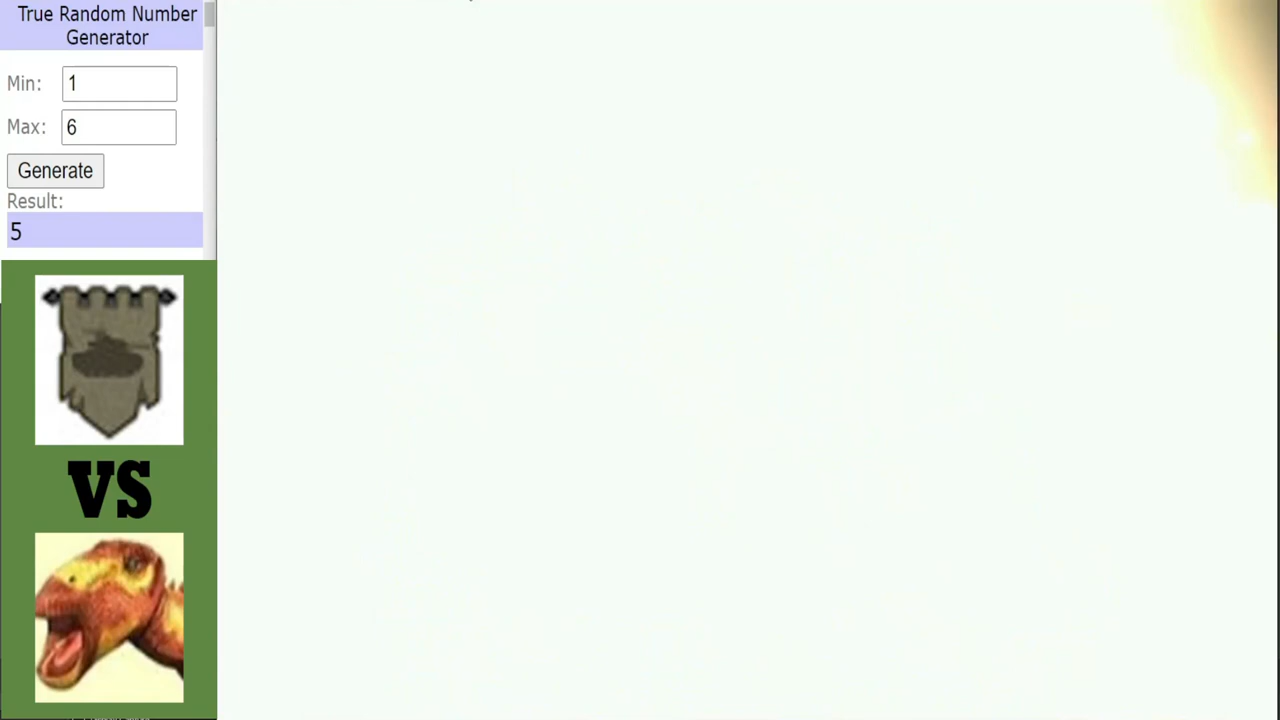 True Random Number
Generator
Min: 1
Max: 6
Generate
Result:
5
VS